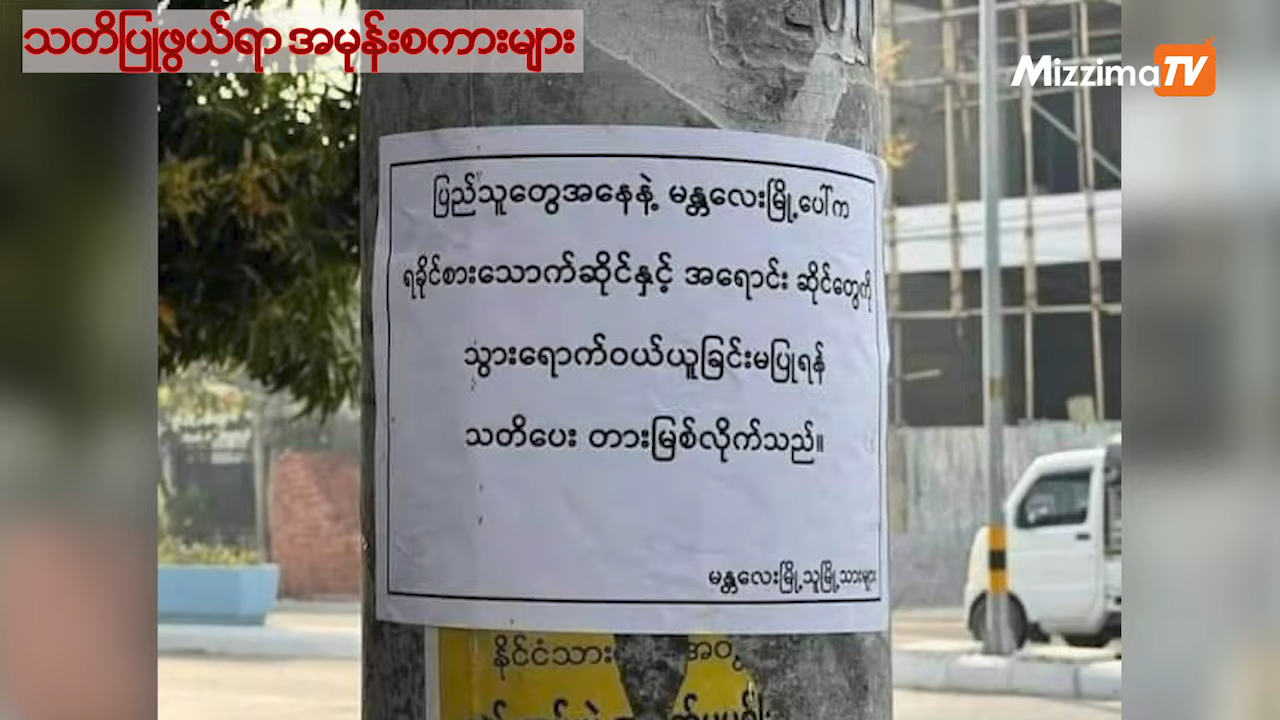 သတိပြုဖွယ်ရာ အမုန်းစကားများ
Mizzima TV
ပြည်သူတွေအနေနဲ့ မန္တလေးမြို့ပေါ်က
ရခိုင်စားသောက်ဆိုင်နှင့် အရောင်း ဆိုင်တွေကို
သွားရောက်ဝယ်ယူခြင်းမပြုရန်
သတိပေး တားမြစ်လိုက်သည်။
မန္တလေးမြို့သူမြို့သားများ
နိုင်ငံသား